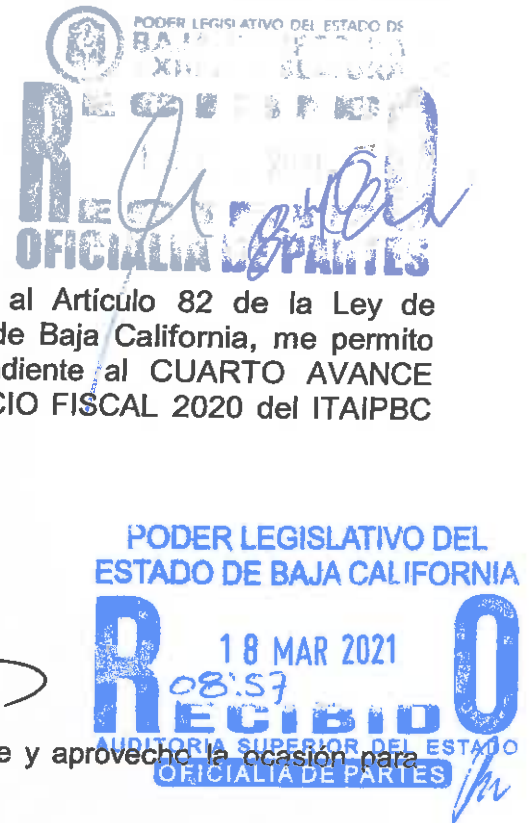 PODER LEGISLATIVO DEL ESTADO DE
RECIBIDO
OFICIALIA DE PARTES
al Artículo 82 de la Ley de
de Baja California, me permito
diente al CUARTO AVANCE
CIO FISCAL 2020 del ITAIPBC
PODER LEGISLATIVO DEL
ESTADO DE BAJA CALIFORNIA
18 MAR 2021
08:57
RECIBIDO
AUDITORIA SUPERIOR DEL ESTADO
e y aprovecho la ocasión para
OFICIALIA DE PARTES